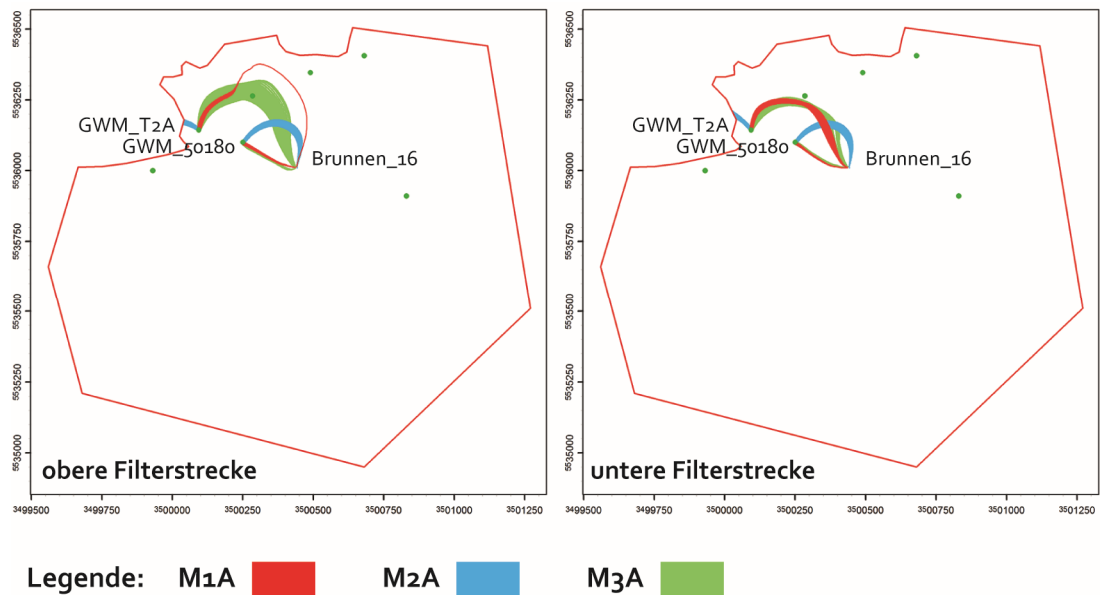 5536500
5536250
5536000
5535750
5535500
5535250
5535000
GWM_T2A
GWM_50180
Brunnen_16
obere Filterstrecke
3499500 3499750 3500000 3500250 3500500 3500750 3501000 3501250
5536500
5536250
5536000
5535750
5535500
5535250
5535000
GWM_T2A
GWM_50180
Brunnen_16
untere Filterstrecke
3499500 3499750 3500000 3500250 3500500 3500750 3501000 3501250
Legende: M1A M2A M3A